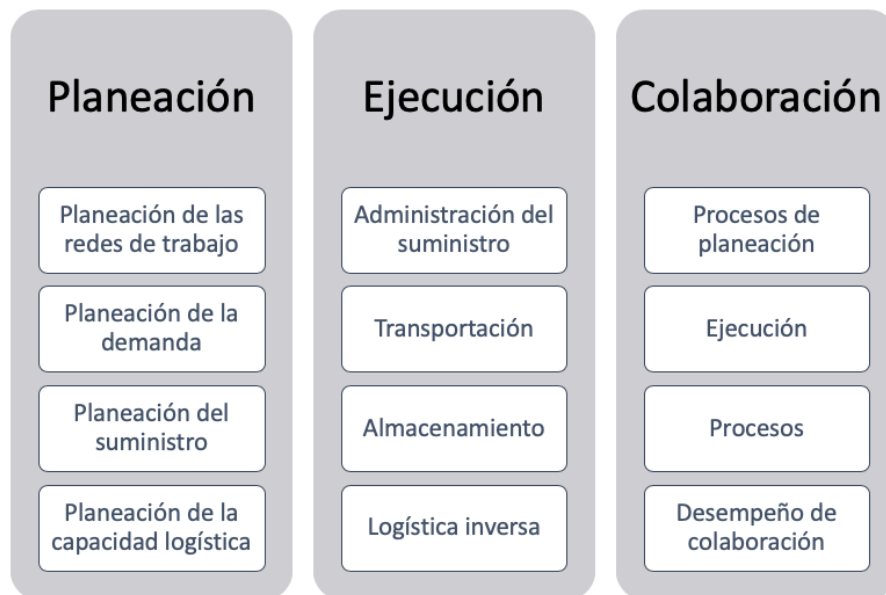 Planeación
Planeación de las
redes de trabajo
Planeación de la
demanda
Planeación del
suministro
Planeación de la
capacidad logística
Ejecución
Administración del
suministro
Transportación
Almacenamiento
Logística inversa
Colaboración
Procesos de
planeación
Ejecución
Procesos
Desempeño de
colaboración